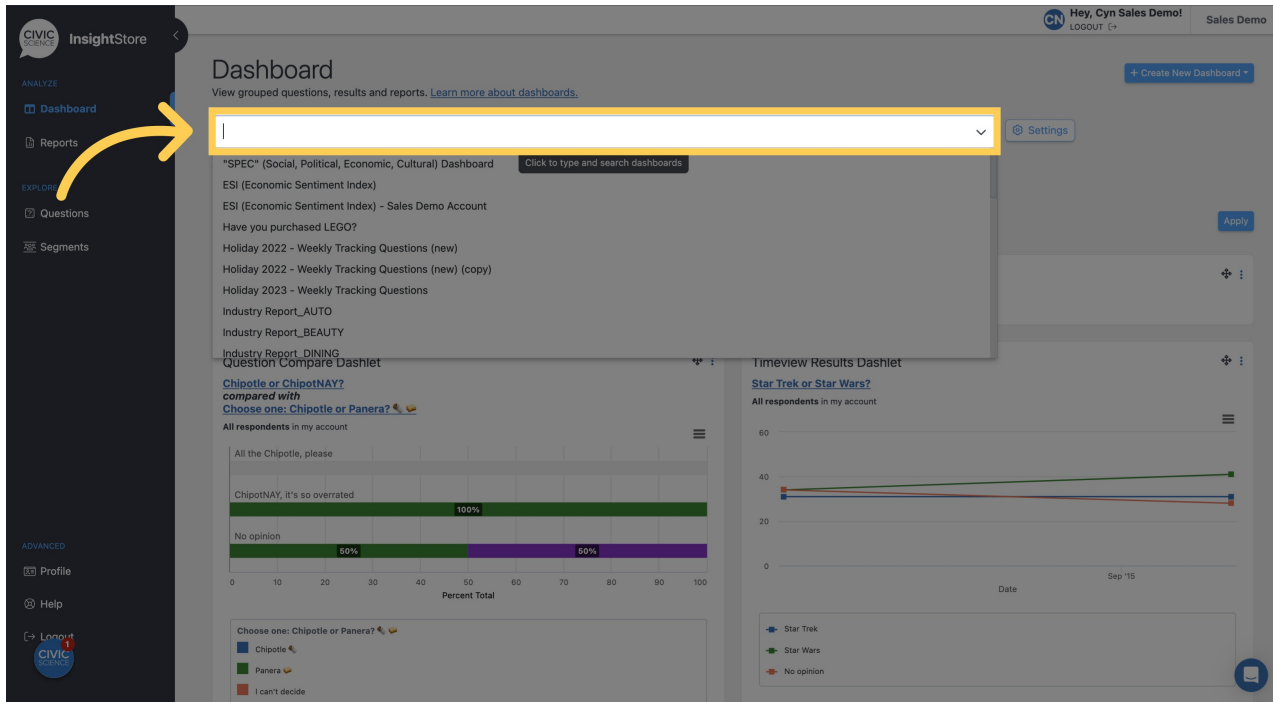 CIVIC
SCIENCE
InsightStore
CN
Hey, Cyn Sales Demo!
LOGOUT
Sales Demo
ANALYZE
Dashboard
Reports
EXPLORE
Questions
Segments
ADVANCED
Profile
Help
Logout
1
CIVIC
SCIENCE
Dashboard
+ Create New Dashboard
View grouped questions, results and reports. Learn more about dashboards.
Settings
"SPEC" (Social, Political, Economic, Cultural) Dashboard
Click to type and search dashboards
ESI (Economic Sentiment Index)
ESI (Economic Sentiment Index) - Sales Demo Account
Have you purchased LEGO?
Holiday 2022 - Weekly Tracking Questions (new)
Holiday 2022 - Weekly Tracking Questions (new) (copy)
Holiday 2023 - Weekly Tracking Questions
Industry Report_AUTO
Industry Report_BEAUTY
Industry Report_DINING
Apply
Question Compare Dashlet
Chipotle or ChipotNAY?
compared with
Choose one: Chipotle or Panera? 🌯 🥪
All respondents in my account
All the Chipotle, please
ChipotNAY, it's so overrated
100%
No opinion
50%
50%
0 10 20 30 40 50 60 70 80 90 100
Percent Total
Choose one: Chipotle or Panera? 🌯 🥪
Chipotle 🌯
Panera 🥪
I can't decide
Timeview Results Dashlet
Star Trek or Star Wars?
All respondents in my account
60
40
20
0
Sep '15
Date
Star Trek
Star Wars
No opinion